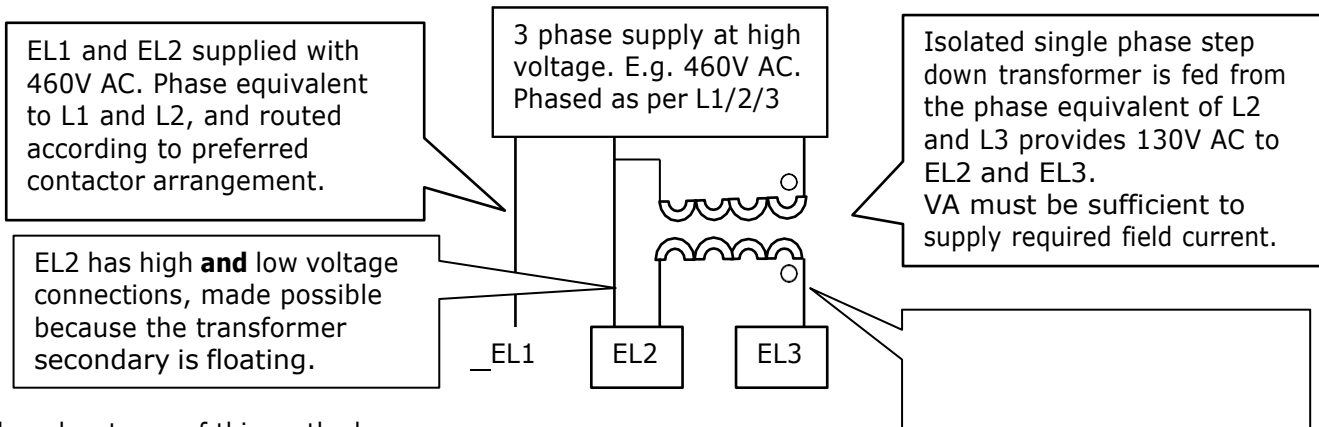 EL1 and EL2 supplied with
460V AC. Phase equivalent
to L1 and L2, and routed
according to preferred
contactor arrangement.
3 phase supply at high
voltage. E.g. 460V AC.
Phased as per L1/2/3
Isolated single phase step
down transformer is fed from
the phase equivalent of L2
and L3 provides 130V AC to
EL2 and EL3.
VA must be sufficient to
supply required field current.
EL2 has high and low voltage
connections, made possible
because the transformer
secondary is floating.
_EL1
EL2
EL3